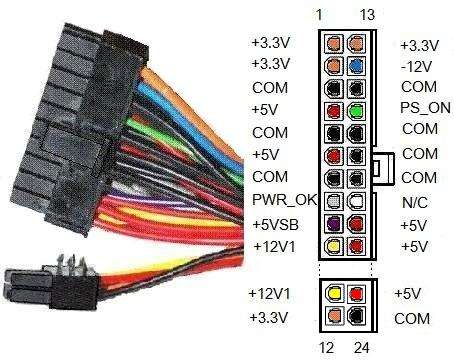 1 13
+3.3V +3.3V
+3.3V -12V
COM COM
+5V PS_ON
COM COM
+5V COM
COM COM
PWR_OK N/C
+5VSB +5V
+12V1 +5V
+12V1 +5V
+3.3V COM
12 24